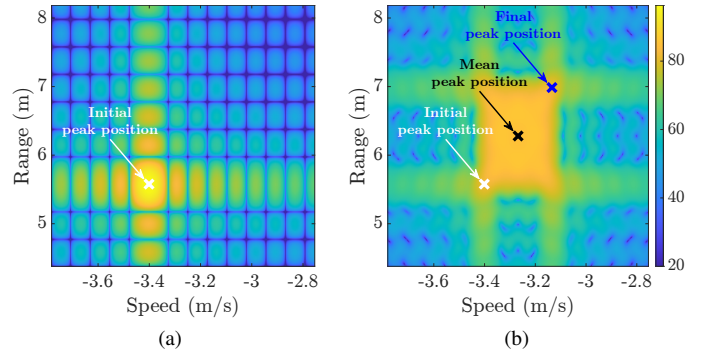 8
7
6
5
Range (m)
Initial
peak position
-3.6
-3.4
-3.2
-3
-2.8
Speed (m/s)
(a)
8
7
6
5
Range (m)
Final
peak position
Mean
peak position
Initial
peak position
-3.6
-3.4
-3.2
-3
-2.8
Speed (m/s)
(b)
80
60
40
20